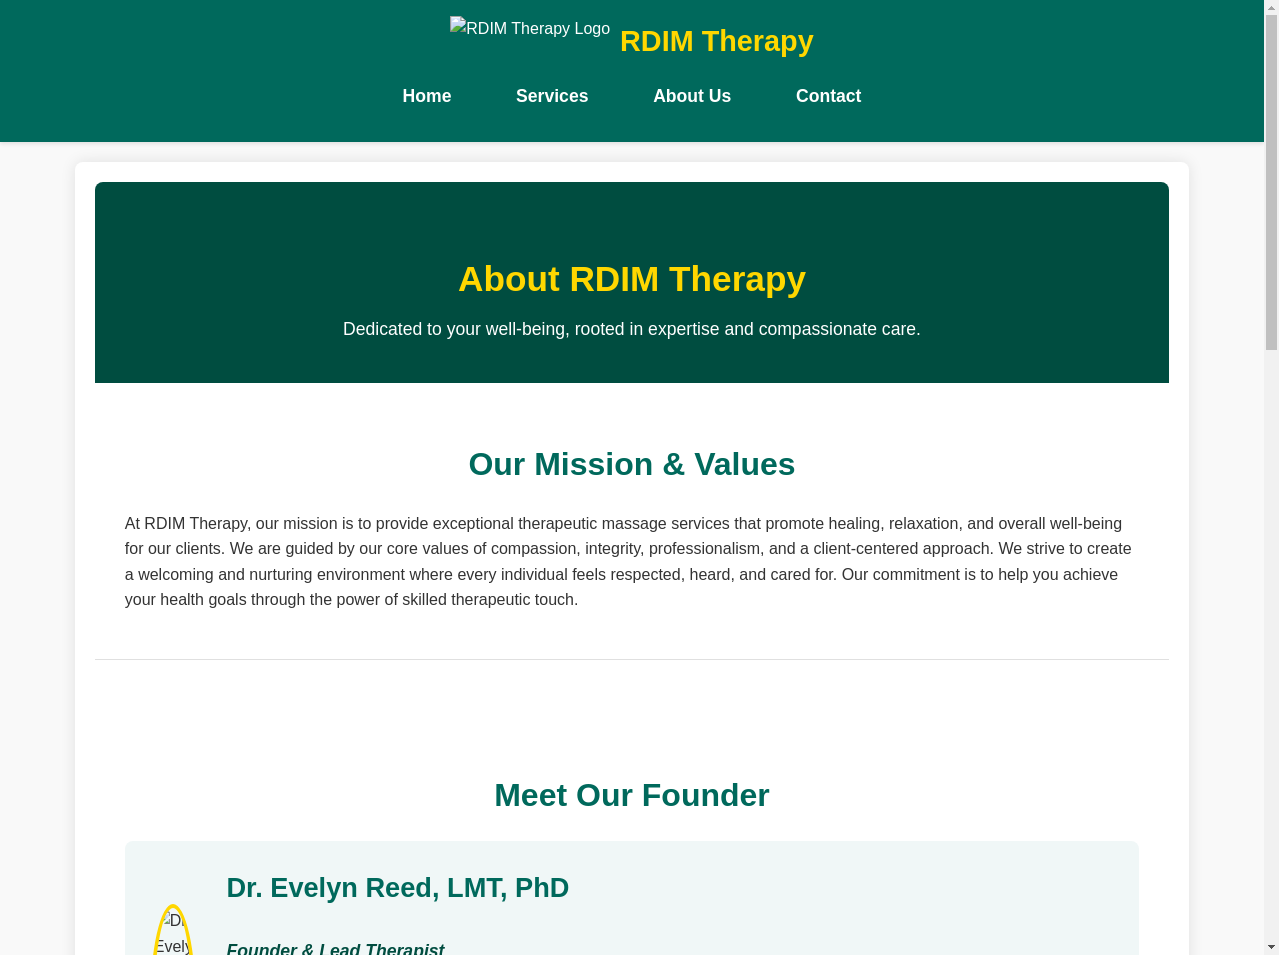 RDIM Therapy Logo
RDIM Therapy
Home Services About Us Contact
About RDIM Therapy
Dedicated to your well-being, rooted in expertise and compassionate care.
Our Mission & Values
At RDIM Therapy, our mission is to provide exceptional therapeutic massage services that promote healing, relaxation, and overall well-being
for our clients. We are guided by our core values of compassion, integrity, professionalism, and a client-centered approach. We strive to create
a welcoming and nurturing environment where every individual feels respected, heard, and cared for. Our commitment is to help you achieve
your health goals through the power of skilled therapeutic touch.
Meet Our Founder
Dr. Evelyn Reed, LMT, PhD
Founder & Lead Therapist